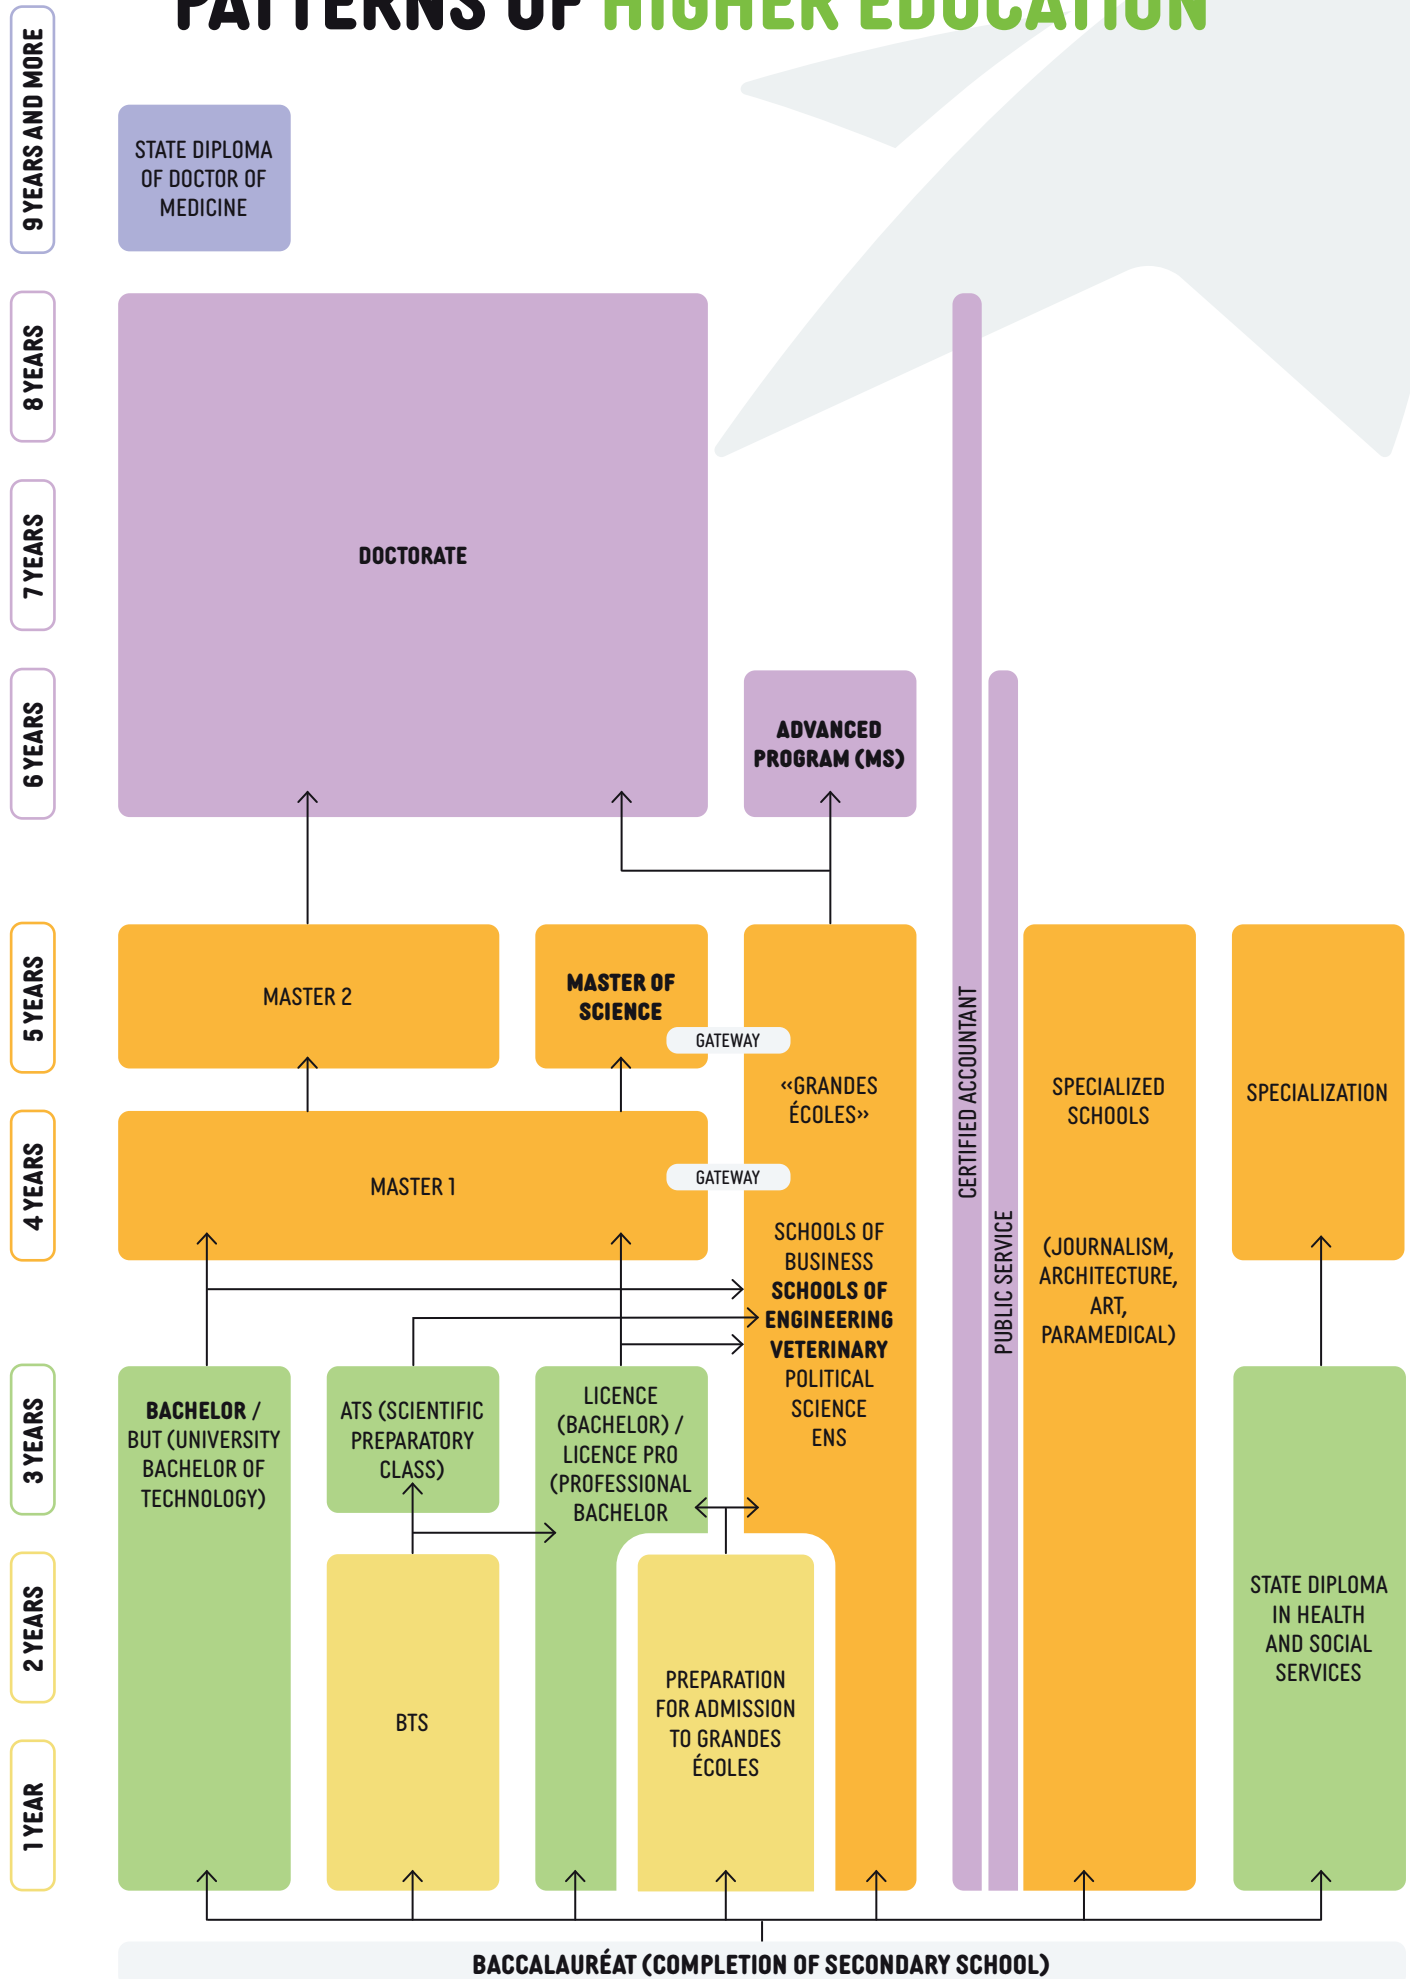 PATTERNS OF HIGHER EDUCATION
9 YEARS AND MORE
STATE DIPLOMA
OF DOCTOR OF
MEDICINE
8 YEARS
7 YEARS
DOCTORATE
6 YEARS
ADVANCED
PROGRAM (MS)
5 YEARS
MASTER 2
MASTER OF
SCIENCE
GATEWAY
«GRANDES
ÉCOLES»
CERTIFIED ACCOUNTANT
SPECIALIZED
SCHOOLS
SPECIALIZATION
4 YEARS
MASTER 1
GATEWAY
SCHOOLS OF
BUSINESS
SCHOOLS OF
ENGINEERING
VETERINARY
POLITICAL
SCIENCE
ENS
PUBLIC SERVICE
(JOURNALISM,
ARCHITECTURE,
ART,
PARAMEDICAL)
3 YEARS
BACHELOR /
BUT (UNIVERSITY
BACHELOR OF
TECHNOLOGY)
ATS (SCIENTIFIC
PREPARATORY
CLASS)
LICENCE
(BACHELOR) /
LICENCE PRO
(PROFESSIONAL
BACHELOR
2 YEARS
STATE DIPLOMA
IN HEALTH
AND SOCIAL
SERVICES
BTS
PREPARATION
FOR ADMISSION
TO GRANDES
ÉCOLES
1 YEAR
BACCALAURÉAT (COMPLETION OF SECONDARY SCHOOL)